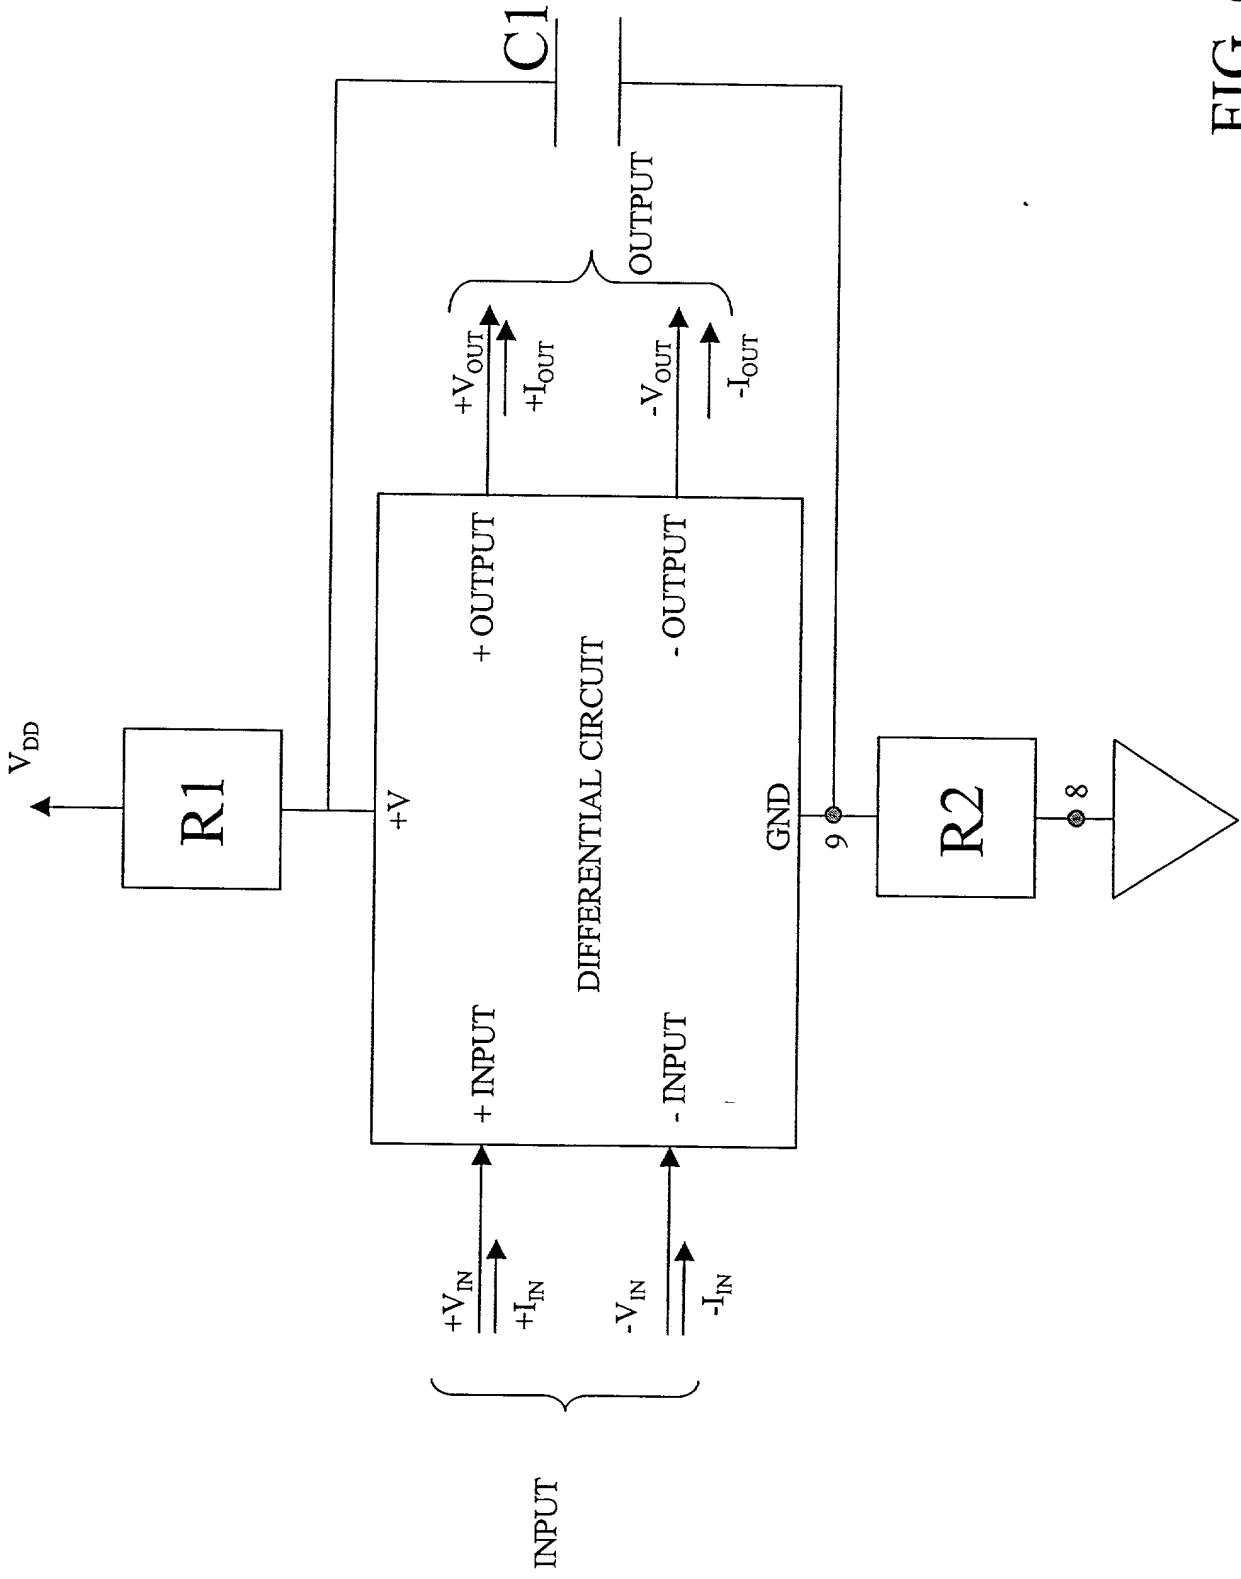 V_DD
R1
C1
+V
+V_IN
+I_IN
+ INPUT
+ OUTPUT
+V_OUT
+I_OUT
INPUT
DIFFERENTIAL CIRCUIT
OUTPUT
-V_IN
-I_IN
- INPUT
- OUTPUT
-V_OUT
-I_OUT
GND
9
R2
8
FIG.